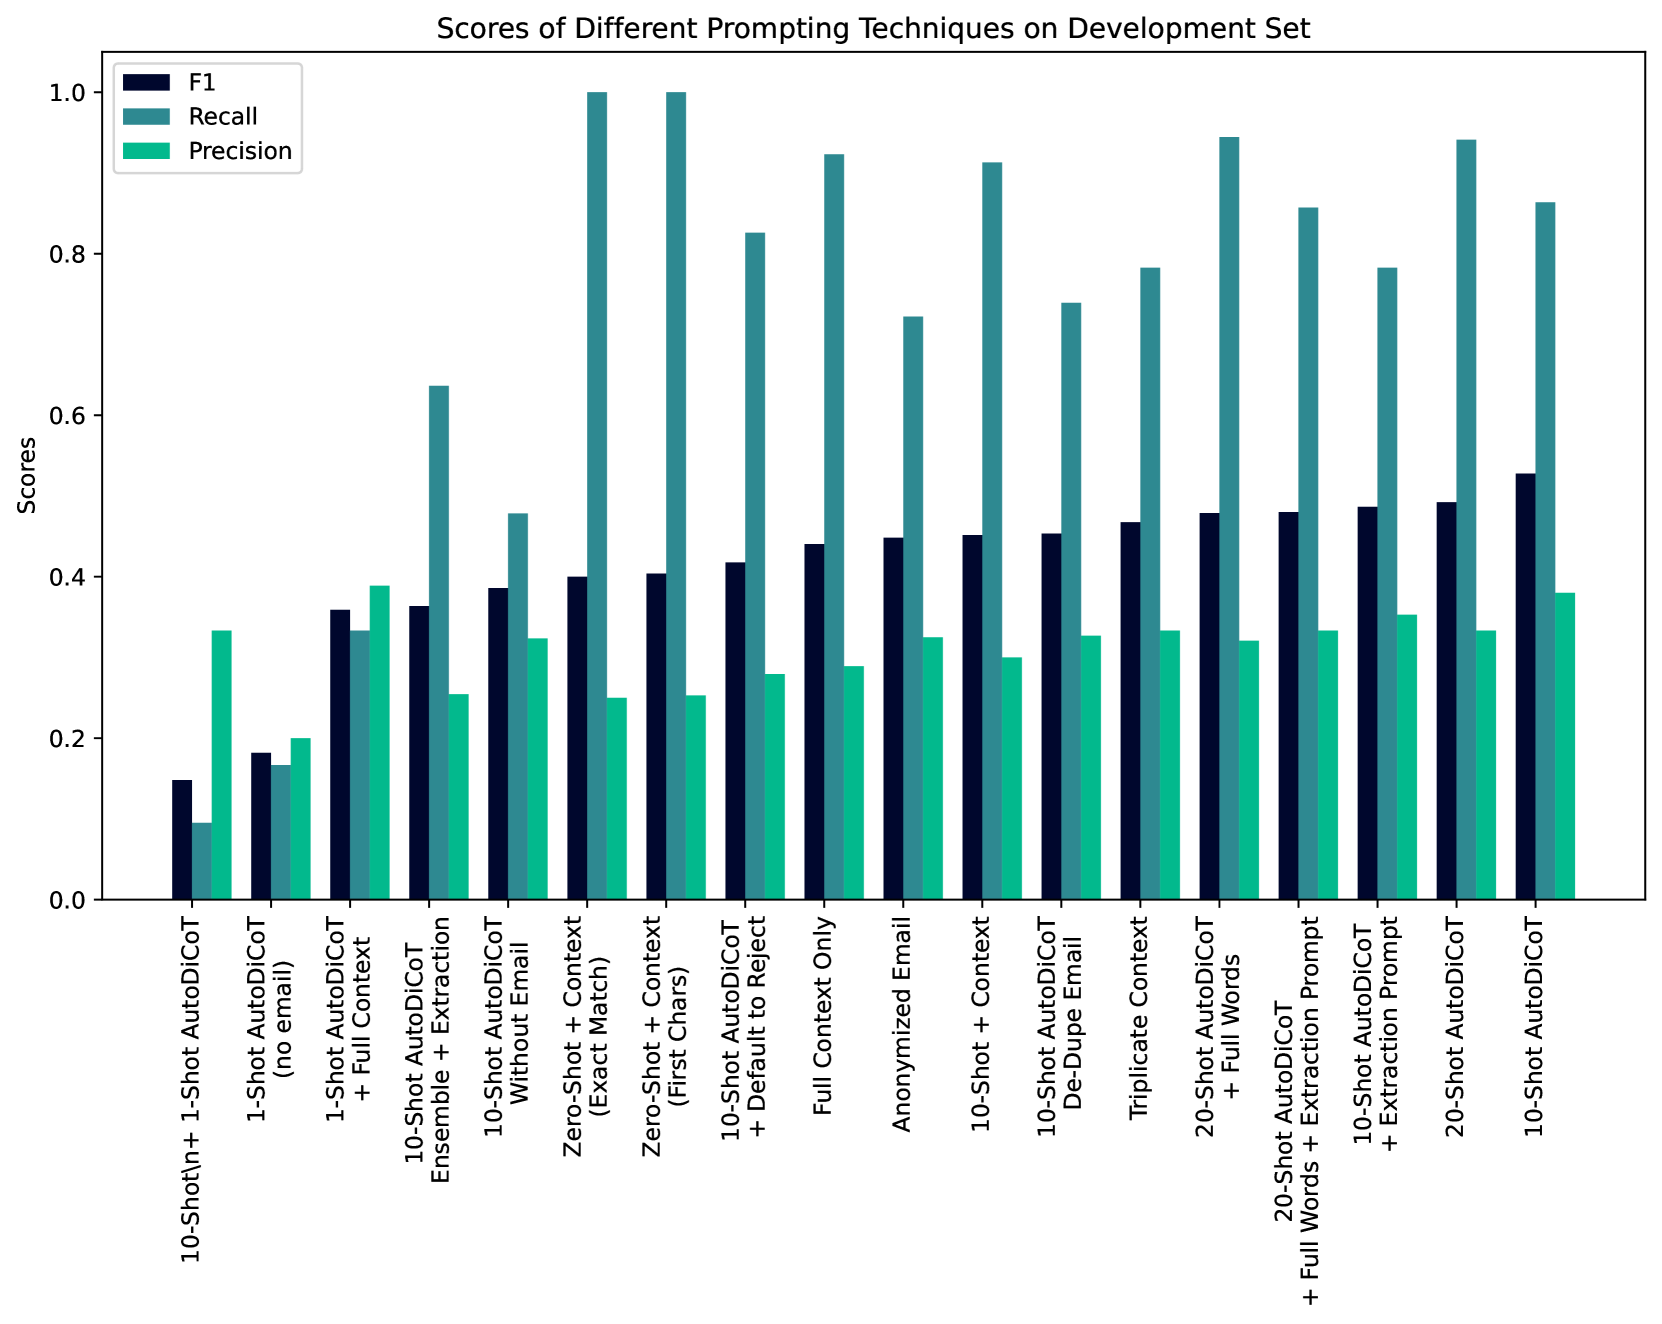 Scores of Different Prompting Techniques on Development Set
F1
Recall
Precision
Scores
1.0
0.8
0.6
0.4
0.2
0.0
10-Shot\n+ 1-Shot AutoDiCoT
1-Shot AutoDiCoT
(no email)
1-Shot AutoDiCoT
+ Full Context
10-Shot AutoDiCoT
Ensemble + Extraction
10-Shot AutoDiCoT
Without Email
Zero-Shot + Context
(Exact Match)
Zero-Shot + Context
(First Chars)
10-Shot AutoDiCoT
+ Default to Reject
Full Context Only
Anonymized Email
10-Shot + Context
10-Shot AutoDiCoT
De-Dupe Email
Triplicate Context
20-Shot AutoDiCoT
+ Full Words
20-Shot AutoDiCoT
+ Full Words + Extraction Prompt
10-Shot AutoDiCoT
+ Extraction Prompt
20-Shot AutoDiCoT
10-Shot AutoDiCoT